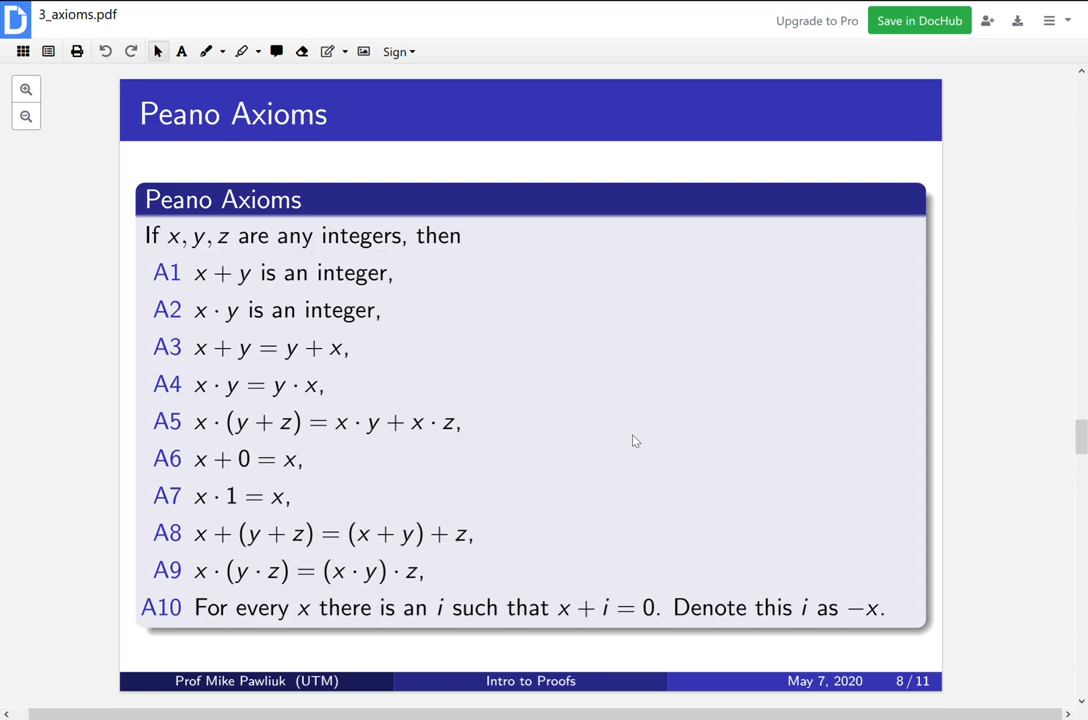 3_axioms.pdf
Upgrade to Pro
Save in DocHub
A
Sign
Peano Axioms
Peano Axioms
If x, y, z are any integers, then
A1 x + y is an integer,
A2 x · y is an integer,
A3 x + y = y + x,
A4 x · y = y · x,
A5 x · (y + z) = x · y + x · z,
A6 x + 0 = x,
A7 x · 1 = x,
A8 x + (y + z) = (x + y) + z,
A9 x · (y · z) = (x · y) · z,
A10 For every x there is an i such that x + i = 0. Denote this i as −x.
Prof Mike Pawliuk (UTM) Intro to Proofs May 7, 2020 8 / 11